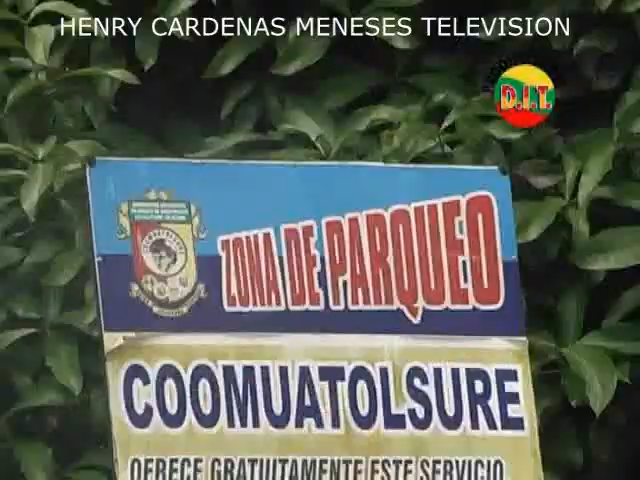 HENRY CARDENAS MENESES TELEVISION
D.I.T.
ZONA DE PARQUEO
COOMUATOLSURE
OFRECE GRATUITAMENTE ESTE SERVICIO